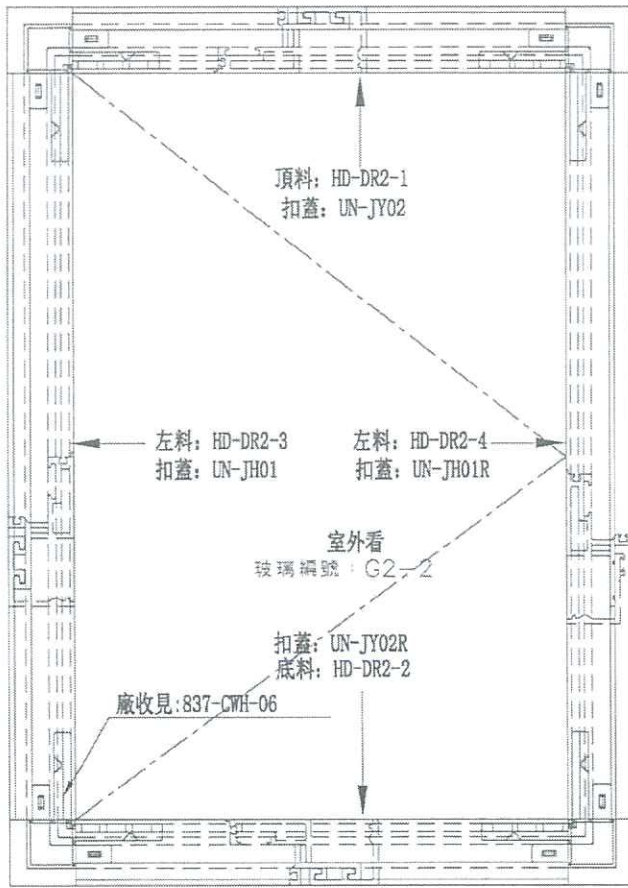 頂料: HD-DR2-1
扣蓋: UN-JY02
左料: HD-DR2-3
扣蓋: UN-JH01
左料: HD-DR2-4
扣蓋: UN-JH01R
室外看
玻璃編號: G2-2
扣蓋: UN-JY02R
底料: HD-DR2-2
廠收見:837-CWH-06